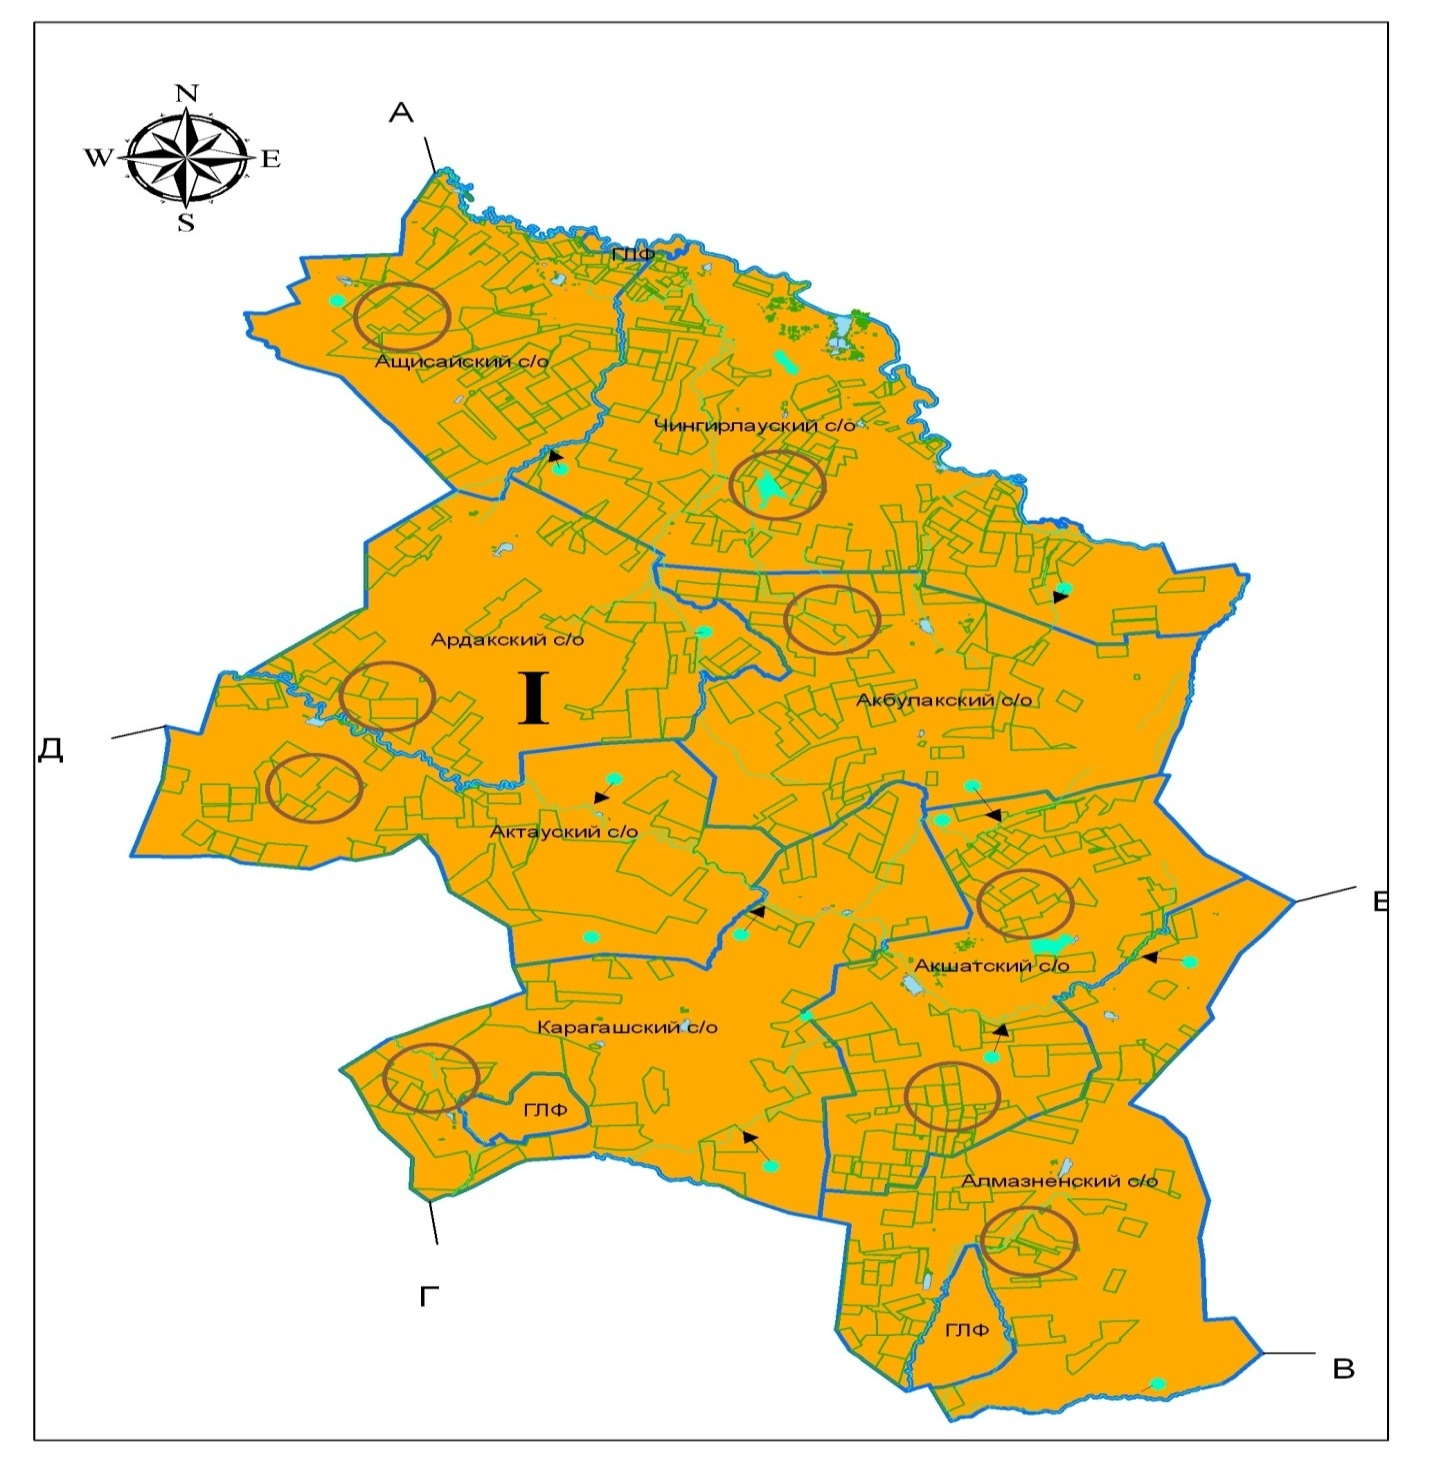 N
W E
S
А
ГЛФ
Ащисайский с/о
Чингирлауский с/о
Ардакский с/о
I
Акбулакский с/о
Д
Актауский с/о
Акшатский с/о
Карагашский с/о
ГЛФ
Алмазненский с/о
Г
ГЛФ
В